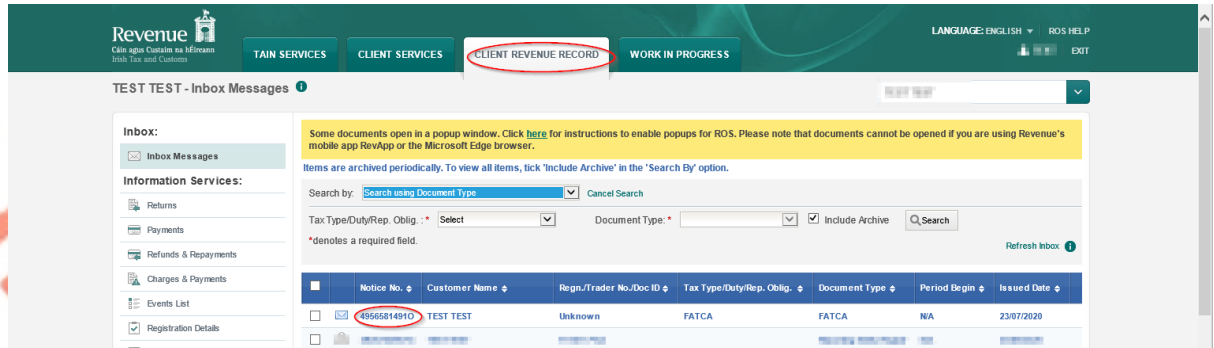 Revenue
Cáin agus Custaim na hÉireann
Irish Tax and Customs
TAIN SERVICES
CLIENT SERVICES
CLIENT REVENUE RECORD
WORK IN PROGRESS
LANGUAGE: ENGLISH
ROS HELP
EXIT
TEST TEST - Inbox Messages
Inbox:
Inbox Messages
Information Services:
Returns
Payments
Refunds & Repayments
Charges & Payments
Events List
Registration Details
Some documents open in a popup window. Click here for instructions to enable popups for ROS. Please note that documents cannot be opened if you are using Revenue's
mobile app RevApp or the Microsoft Edge browser.
Items are archived periodically. To view all items, tick 'Include Archive' in the 'Search By' option.
Search by: Search using Document Type Cancel Search
Tax Type/Duty/Rep. Oblig. :* Select Document Type: * Include Archive Search
*denotes a required field.
Refresh Inbox
Notice No. Customer Name Regn./Trader No./Doc ID Tax Type/Duty/Rep. Oblig. Document Type Period Begin Issued Date
4956581491O TEST TEST Unknown FATCA FATCA N/A 23/07/2020